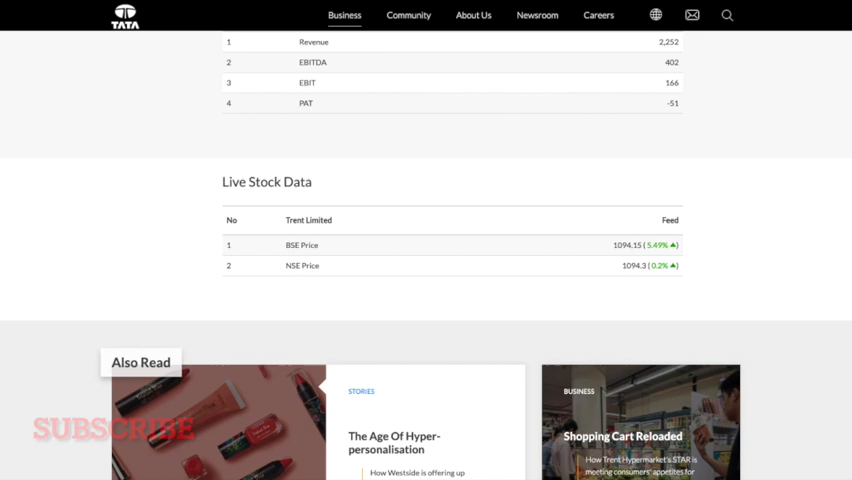 TATA
Business Community About Us Newsroom Careers
1 Revenue 2,252
2 EBITDA 402
3 EBIT 166
4 PAT -51
Live Stock Data
No Trent Limited Feed
1 BSE Price 1094.15 ( 5.49% ▲)
2 NSE Price 1094.3 ( 0.2% ▲)
Also Read
SUBSCRIBE
STORIES
The Age Of Hyper-
personalisation
How Westside is offering up
BUSINESS
Shopping Cart Reloaded
How Trent Hypermarket's STAR is
meeting consumers' appetites for